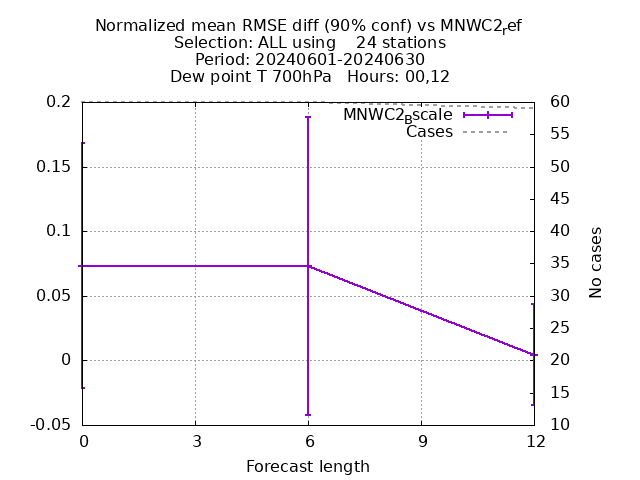 Normalized mean RMSE diff (90% conf) vs MNWC2ref
Selection: ALL using    24 stations
Period: 20240601-20240630
Dew point T 700hPa   Hours: 00,12
MNWC2Bscale
Cases
0.2
0.15
0.1
0.05
0
-0.05
60
55
50
45
40
35
30
25
20
15
10
No cases
0 3 6 9 12
Forecast length